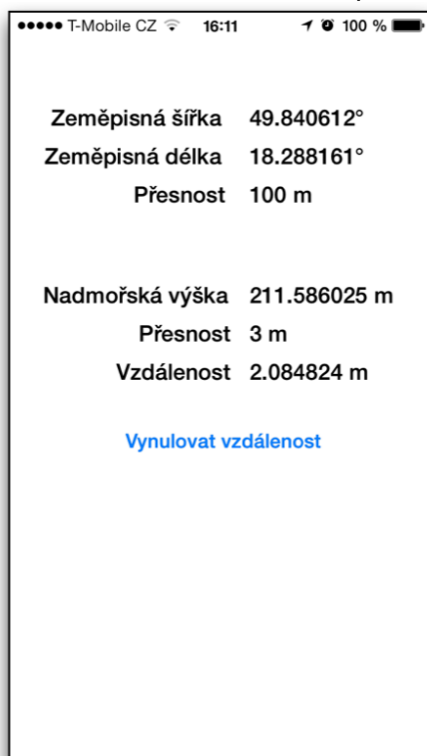 T-Mobile CZ 16:11 100 %
Zeměpisná šířka 49.840612°
Zeměpisná délka 18.288161°
Přesnost 100 m
Nadmořská výška 211.586025 m
Přesnost 3 m
Vzdálenost 2.084824 m
Vynulovat vzdálenost